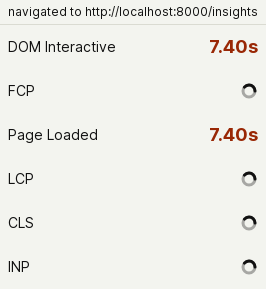 navigated to http://localhost:8000/insights
DOM Interactive 7.40s
FCP
Page Loaded 7.40s
LCP
CLS
INP